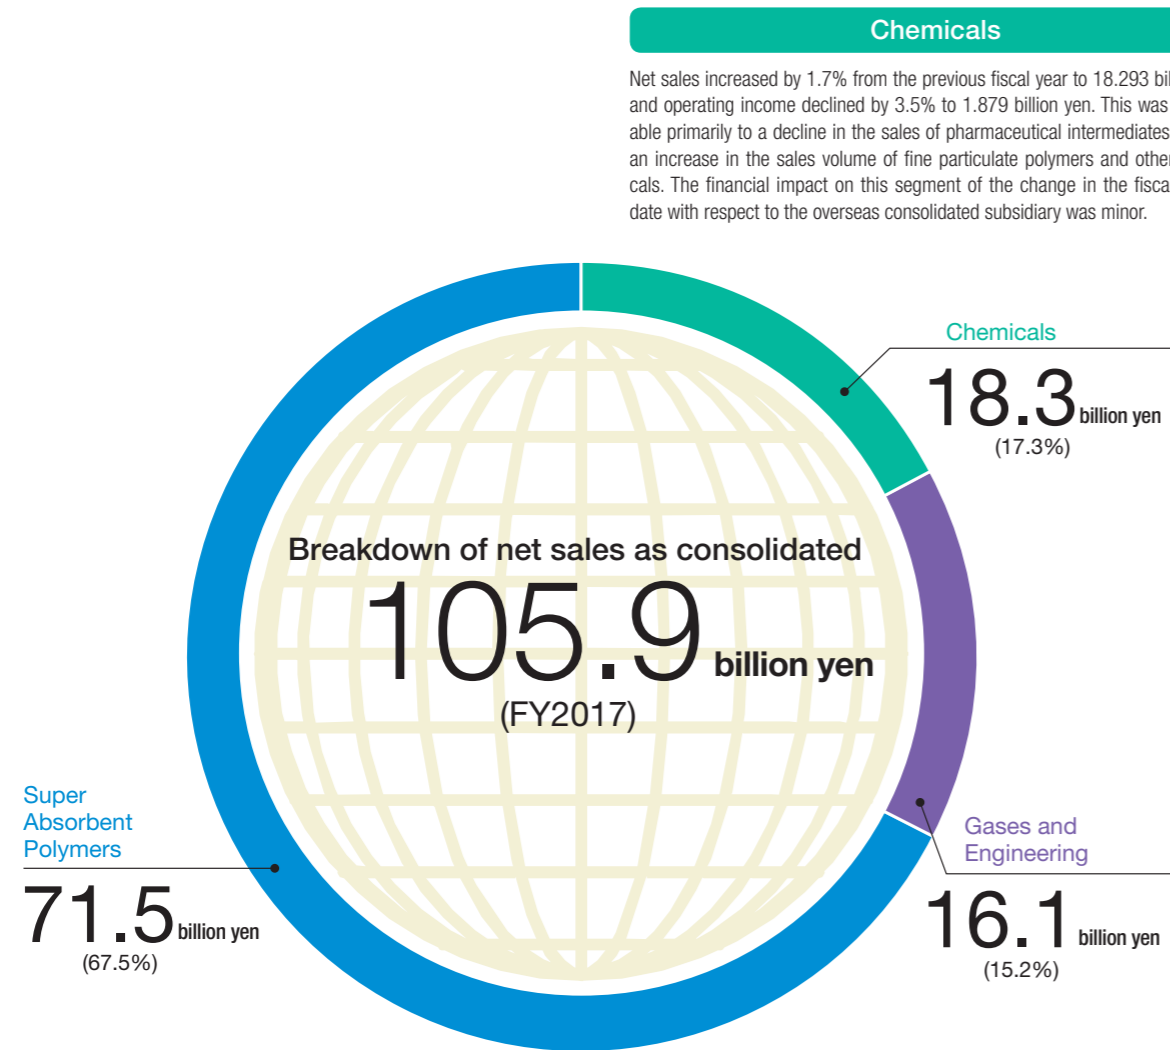 Chemicals
Net sales increased by 1.7% from the previous fiscal year to 18.293 bil
and operating income declined by 3.5% to 1.879 billion yen. This was
able primarily to a decline in the sales of pharmaceutical intermediates
an increase in the sales volume of fine particulate polymers and other
cals. The financial impact on this segment of the change in the fisca
date with respect to the overseas consolidated subsidiary was minor.
Chemicals
18.3 billion yen
(17.3%)
Breakdown of net sales as consolidated
105.9 billion yen
(FY2017)
Super
Absorbent
Polymers
71.5 billion yen
(67.5%)
Gases and
Engineering
16.1 billion yen
(15.2%)